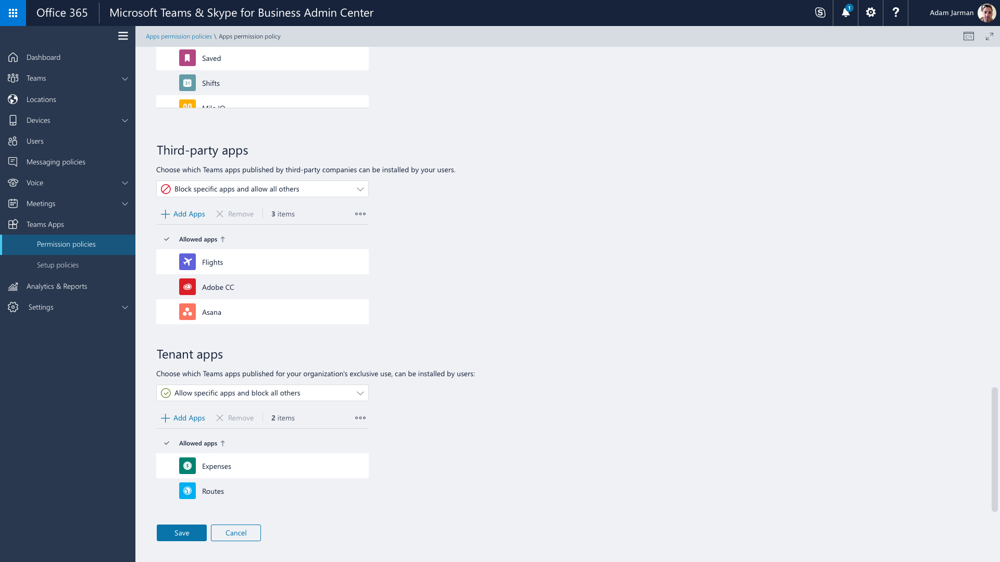 Office 365
Microsoft Teams & Skype for Business Admin Center
1
Adam Jarman
Apps permission policies \ Apps permission policy
C:\
Dashboard
Teams
Locations
Devices
Users
Messaging policies
Voice
Meetings
Teams Apps
Permission policies
Setup policies
Analytics & Reports
Settings
Saved
31
Shifts
Third-party apps
Choose which Teams apps published by third-party companies can be installed by your users.
Block specific apps and allow all others
Add Apps Remove 3 items
Allowed apps
Flights
Adobe CC
Asana
Tenant apps
Choose which Teams apps published for your organization's exclusive use, can be installed by users:
Allow specific apps and block all others
Add Apps Remove 2 items
Allowed apps
Expenses
Routes
Save Cancel